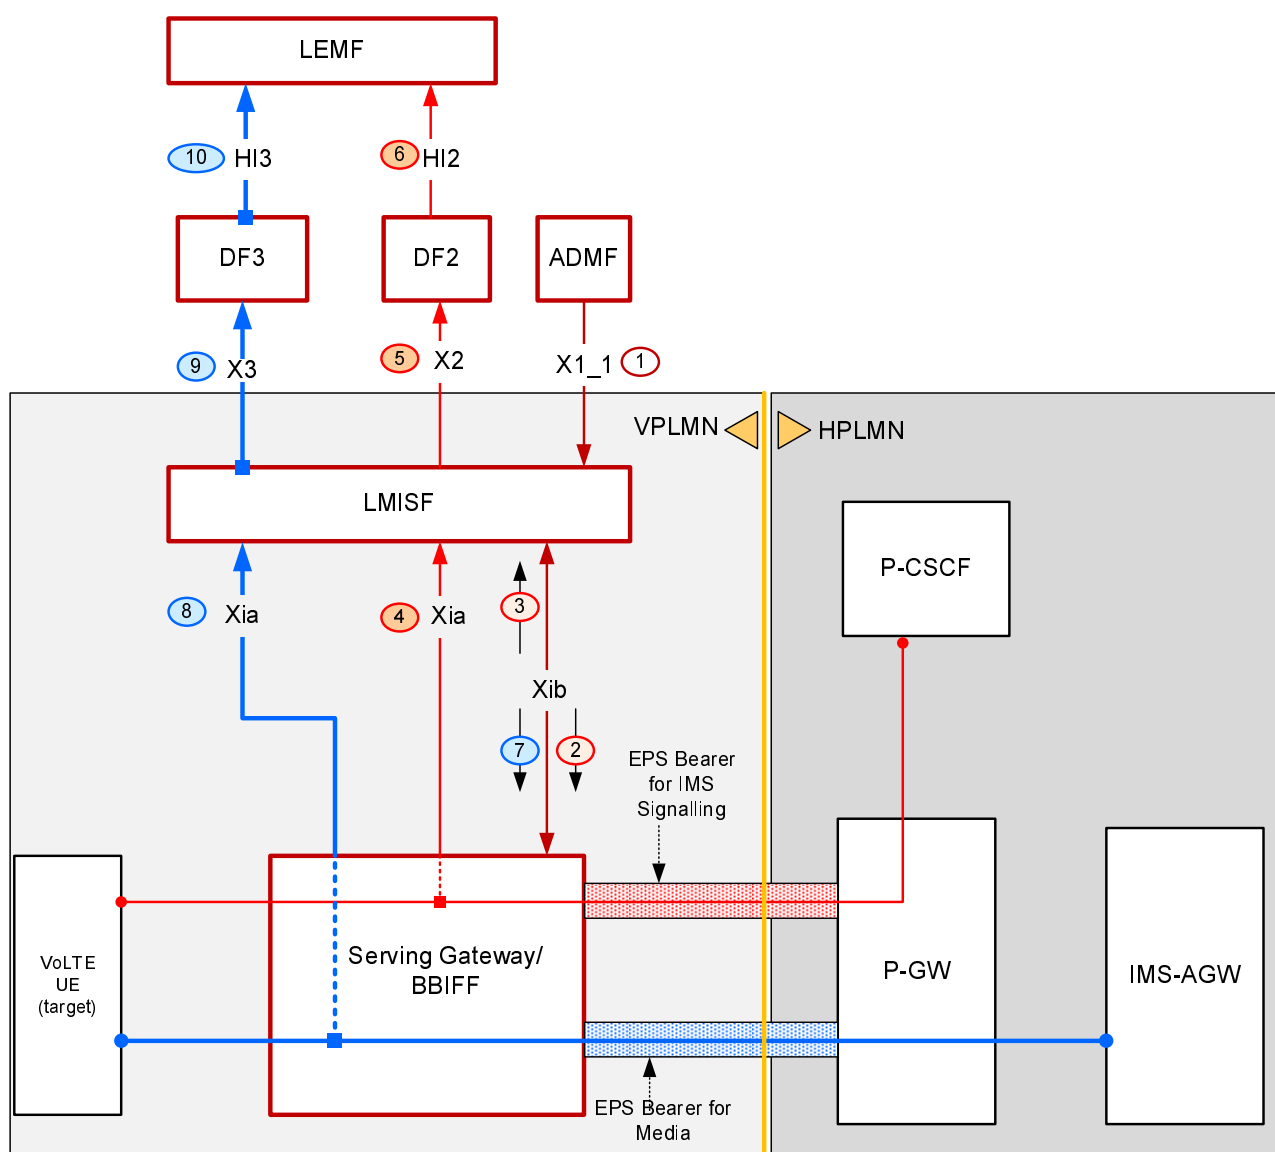 LEMF
10
HI3
6
HI2
DF3
DF2
ADMF
9
X3
5
X2
X1_1
1
VPLMN
HPLMN
LMISF
P-CSCF
8
Xia
4
Xia
3
Xib
7
2
EPS Bearer
for IMS
Signalling
VoLTE
UE
(target)
Serving Gateway/
BBIFF
P-GW
IMS-AGW
EPS Bearer for
Media